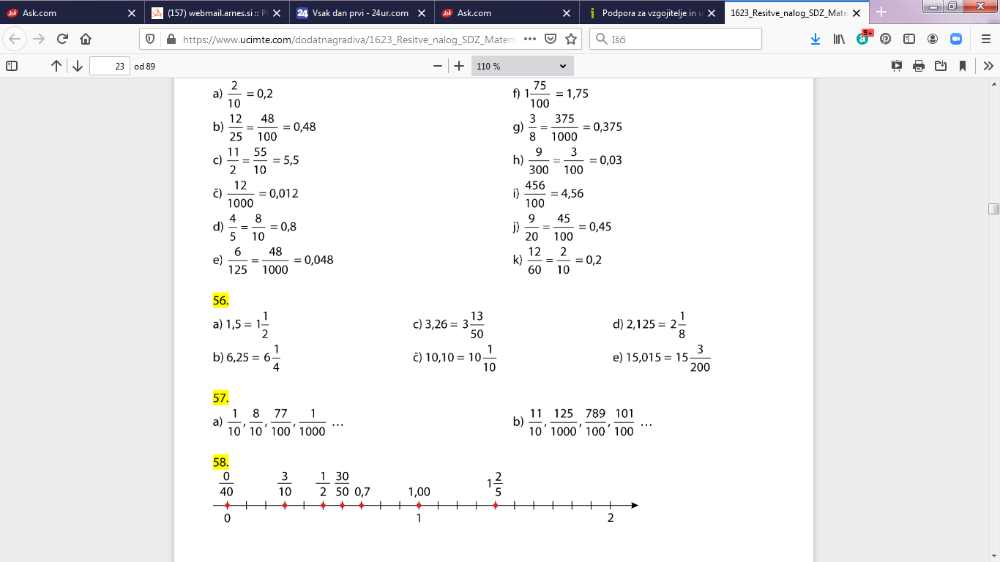 Ask.com
(157) webmail.arnes.si :: P
Vsak dan prvi - 24ur.com
Ask.com
Podpora za vzgojitelje in u
1623_Resitve_nalog_SDZ_Mate
https://www.ucimte.com/dodatnagradiva/1623_Resitve_nalog_SDZ_Matem
Išči
9+
23 od 89
110 %
a) 2/10 = 0,2
b) 12/25 = 48/100 = 0,48
c) 11/2 = 55/10 = 5,5
č) 12/1000 = 0,012
d) 4/5 = 8/10 = 0,8
e) 6/125 = 48/1000 = 0,048
f) 1 75/100 = 1,75
g) 3/8 = 375/1000 = 0,375
h) 9/300 = 3/100 = 0,03
i) 456/100 = 4,56
j) 9/20 = 45/100 = 0,45
k) 12/60 = 2/10 = 0,2
56.
a) 1,5 = 1 1/2
b) 6,25 = 6 1/4
c) 3,26 = 3 13/50
č) 10,10 = 10 1/10
d) 2,125 = 2 1/8
e) 15,015 = 15 3/200
57.
a) 1/10, 8/10, 77/100, 1/1000 ...
b) 11/10, 125/1000, 789/100, 101/100 ...
58.
0/40 3/10 1/2 30/50 0,7 1,00 1 2/5
0 1 2